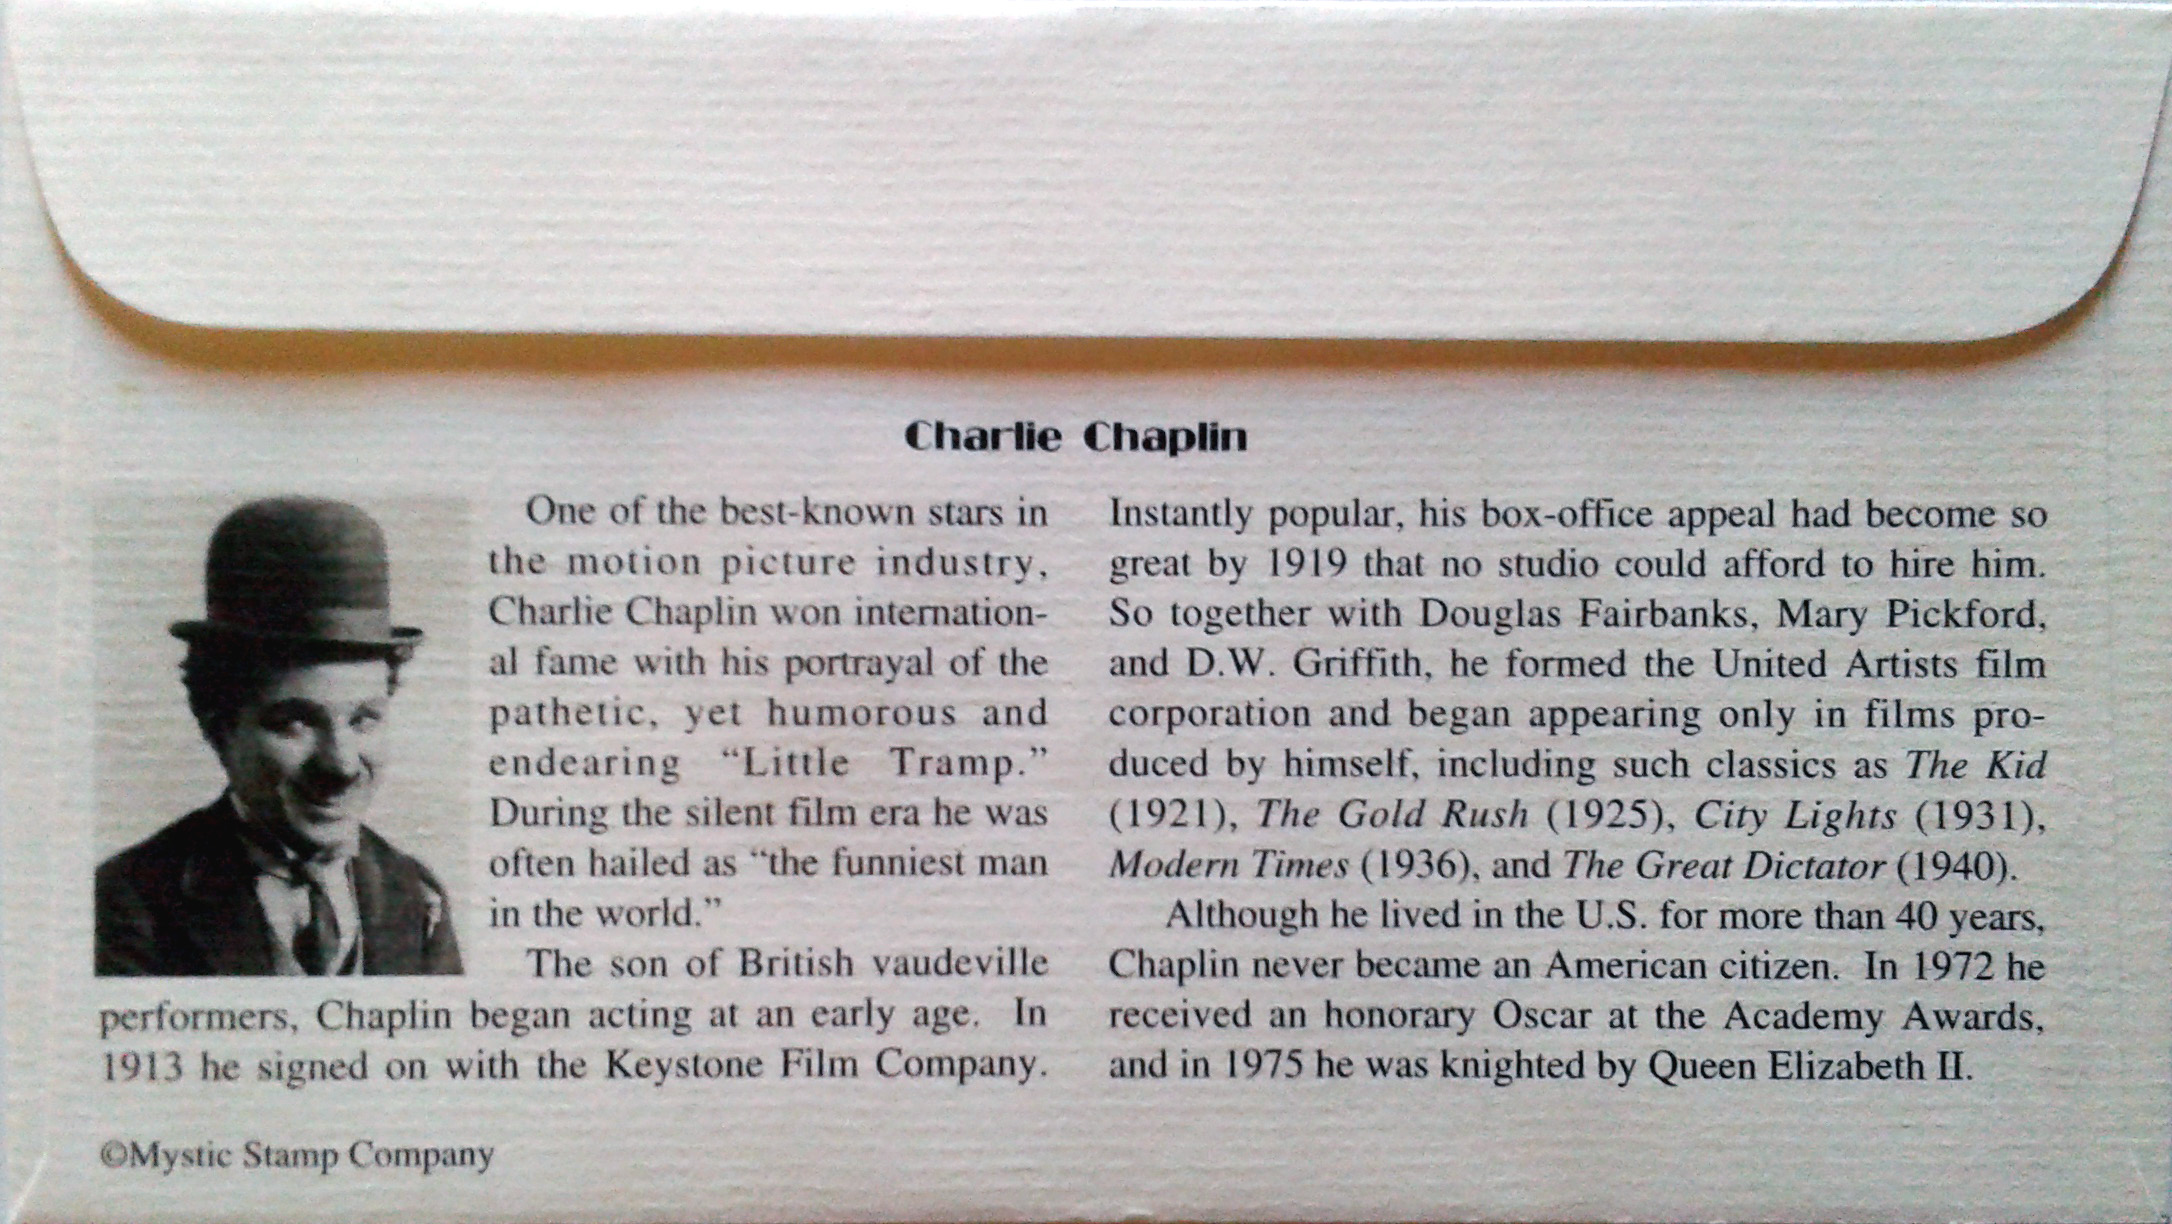 Charlie Chaplin
One of the best-known stars in
the motion picture industry,
Charlie Chaplin won internation-
al fame with his portrayal of the
pathetic, yet humorous and
endearing “Little Tramp.”
During the silent film era he was
often hailed as “the funniest man
in the world.”
The son of British vaudeville
performers, Chaplin began acting at an early age. In
1913 he signed on with the Keystone Film Company.
Instantly popular, his box-office appeal had become so
great by 1919 that no studio could afford to hire him.
So together with Douglas Fairbanks, Mary Pickford,
and D.W. Griffith, he formed the United Artists film
corporation and began appearing only in films pro-
duced by himself, including such classics as The Kid
(1921), The Gold Rush (1925), City Lights (1931),
Modern Times (1936), and The Great Dictator (1940).
Although he lived in the U.S. for more than 40 years,
Chaplin never became an American citizen. In 1972 he
received an honorary Oscar at the Academy Awards,
and in 1975 he was knighted by Queen Elizabeth II.
©Mystic Stamp Company